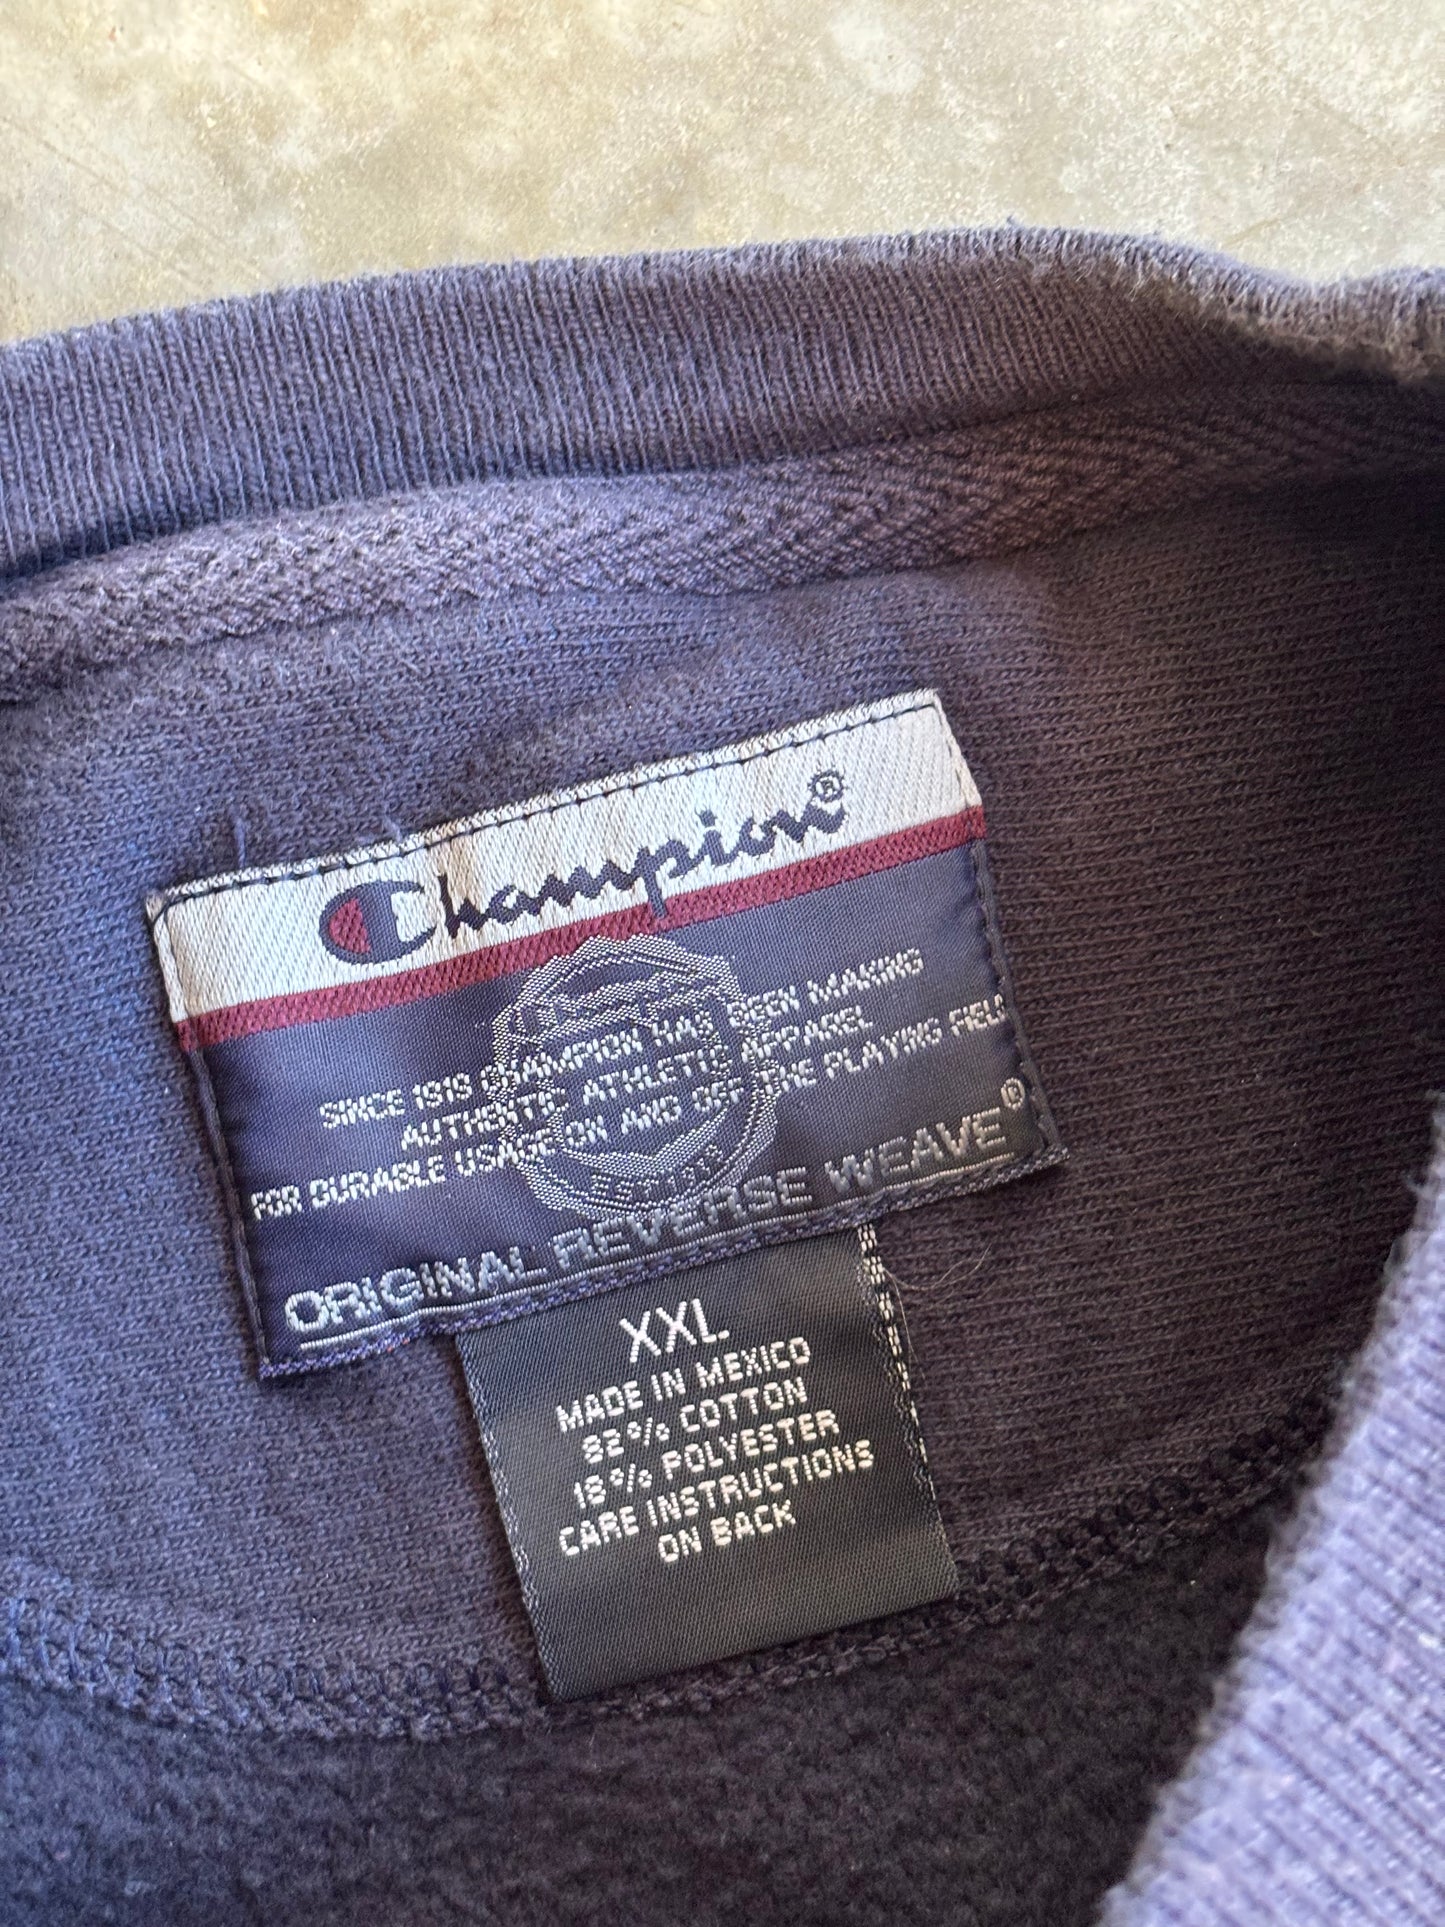 Champion®
SINCE 1919 CHAMPION HAS BEEN MAKING
AUTHENTIC ATHLETIC APPAREL
FOR DURABLE USAGE ON AND OFF THE PLAYING FIELD
ORIGINAL REVERSE WEAVE®
XXL
MADE IN MEXICO
82% COTTON
18% POLYESTER
CARE INSTRUCTIONS
ON BACK